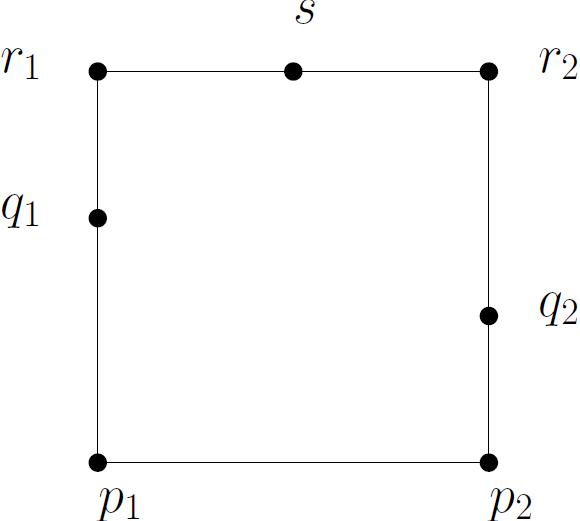 s
r₁ r₂
q₁
q₂
p₁ p₂